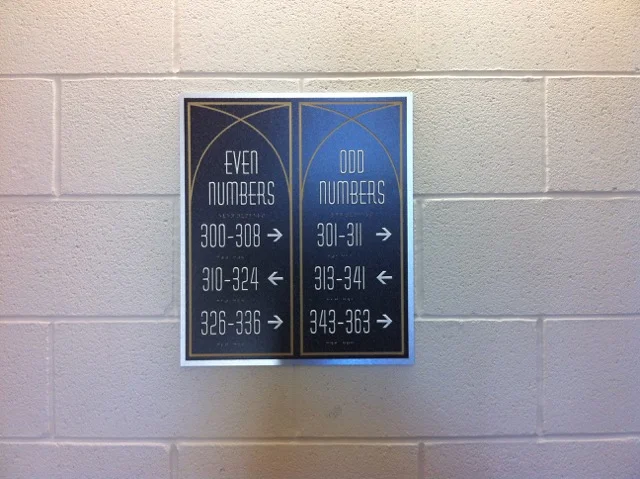 EVEN
NUMBERS
300-308 →
310-324 ←
326-336 →
ODD
NUMBERS
301-311 →
313-341 ←
343-363 →